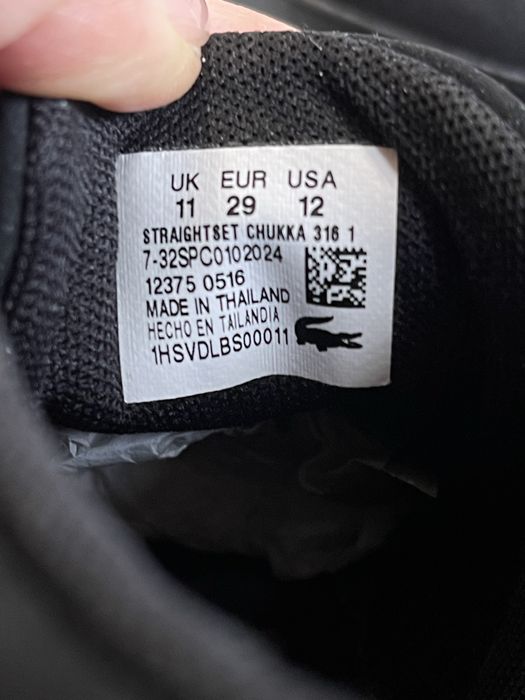 UK EUR USA
11 29 12
STRAIGHTSET CHUKKA 316 1
7-32SPC0102024
12375 0516
MADE IN THAILAND
HECHO EN TAILANDIA
1HSVDLBS00011